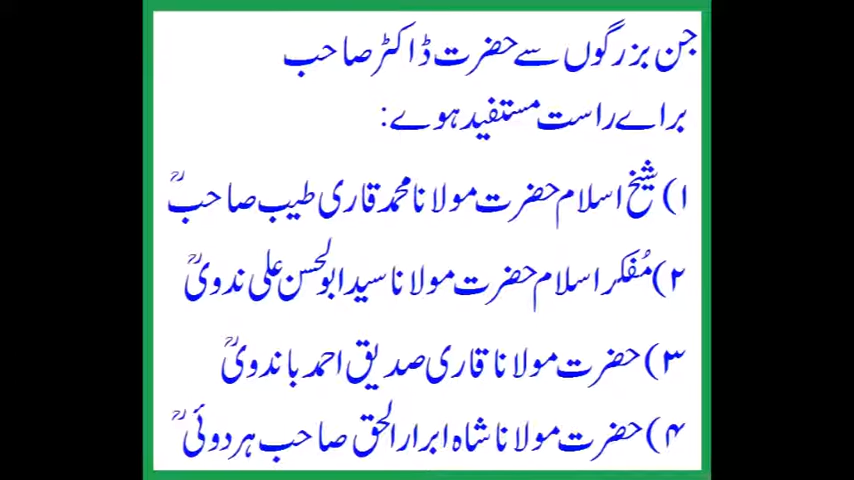 جن بزرگوں سے حضرت ڈاکٹر صاحب
براے راست مستفید ہوے:
۱) شیخ اسلام حضرت مولانا محمد قاری طیب صاحبؒ
۲) مُفکر اسلام حضرت مولانا سید ابوالحسن علی ندویؒ
۳) حضرت مولانا قاری صدیق احمد باندویؒ
۴) حضرت مولانا شاہ ابرار الحق صاحب ہردوئیؒ